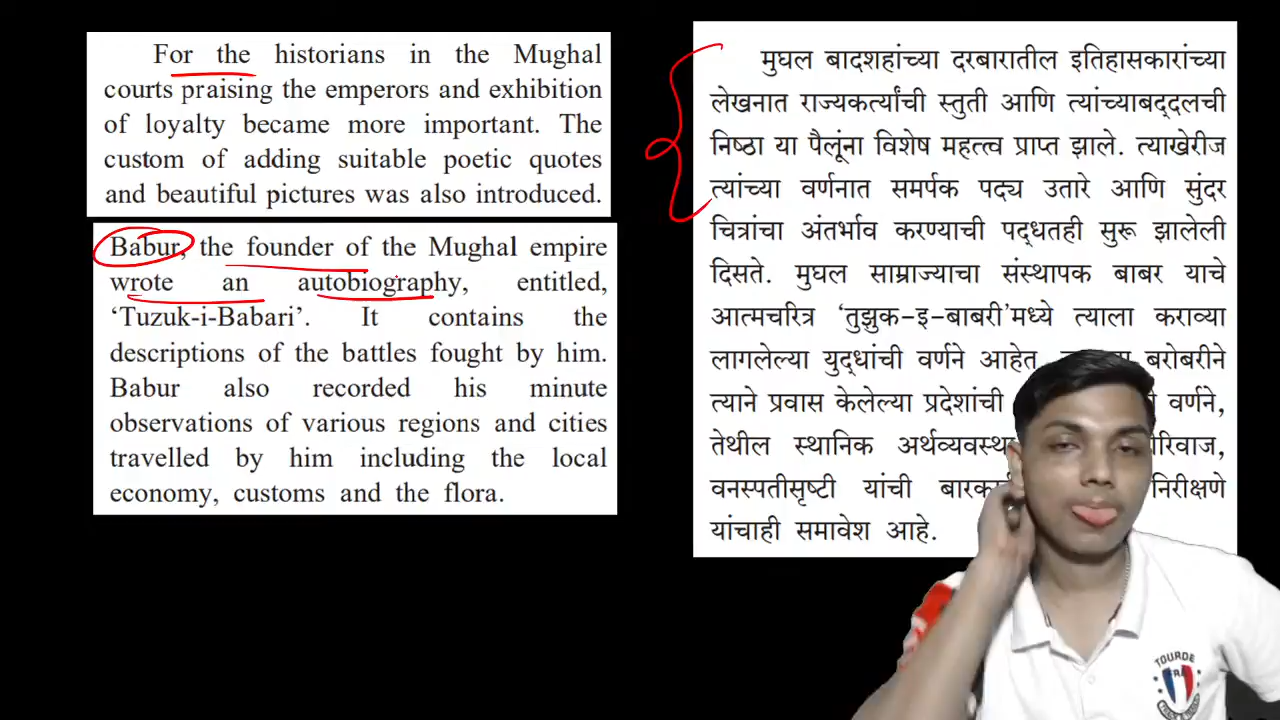 For the historians in the Mughal
courts praising the emperors and exhibition
of loyalty became more important. The
custom of adding suitable poetic quotes
and beautiful pictures was also introduced.
Babur, the founder of the Mughal empire
wrote an autobiography, entitled,
‘Tuzuk-i-Babari’. It contains the
descriptions of the battles fought by him.
Babur also recorded his minute
observations of various regions and cities
travelled by him including the local
economy, customs and the flora.
मुघल बादशहांच्या दरबारातील इतिहासकारांच्या
लेखनात राज्यकर्त्यांची स्तुती आणि त्यांच्याबद्दलची
निष्ठा या पैलूंना विशेष महत्त्व प्राप्त झाले. त्याखेरीज
त्यांच्या वर्णनात समर्पक पद्य उतारे आणि सुंदर
चित्रांचा अंतर्भाव करण्याची पद्धतही सुरू झालेली
दिसते. मुघल साम्राज्याचा संस्थापक बाबर याचे
आत्मचरित्र ‘तुझुक-इ-बाबरी’मध्ये त्याला कराव्या
लागलेल्या युद्धांची वर्णने आहेत. बरोबरीने
त्याने प्रवास केलेल्या प्रदेशांची वर्णने,
तेथील स्थानिक
वनस्पतीसृष्टी यांची निरीक्षणे
यांचाही समावेश आहे.
TOURDE